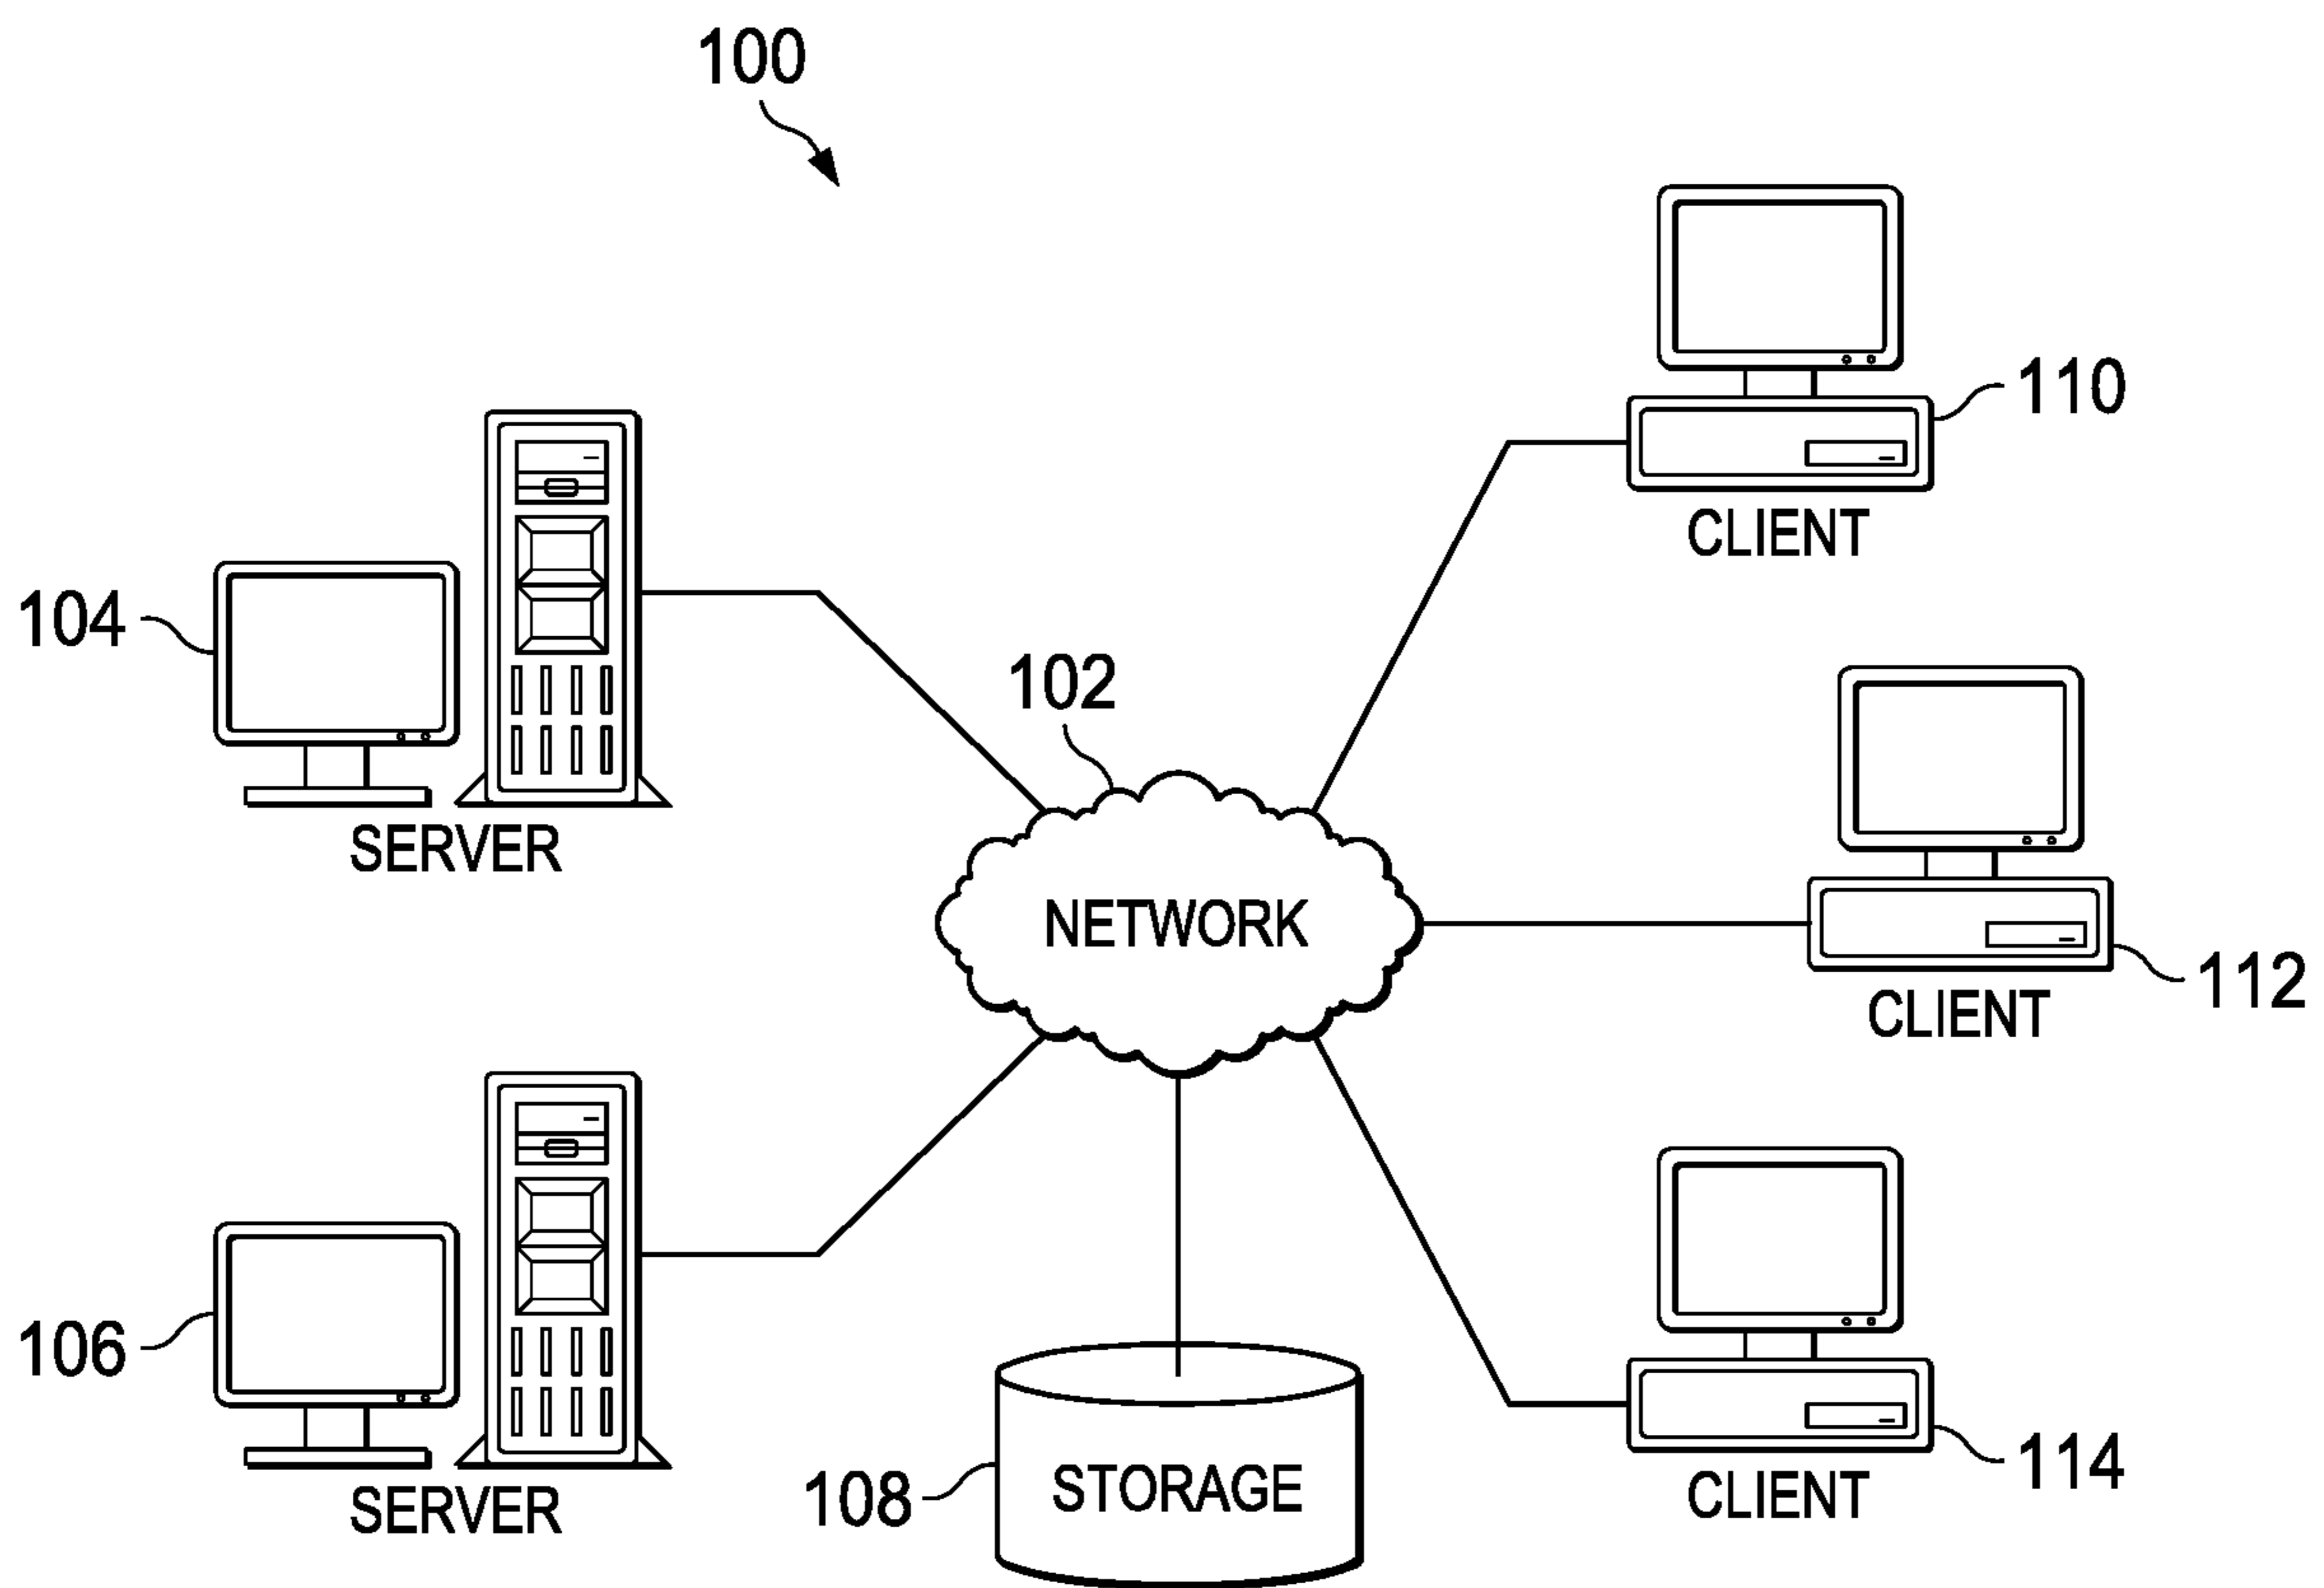 100
110
CLIENT
104
SERVER
102
NETWORK
112
CLIENT
106
SERVER
108
STORAGE
114
CLIENT